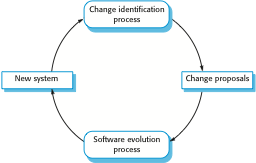 Change identification
process
New system
Change proposals
Software evolution
process